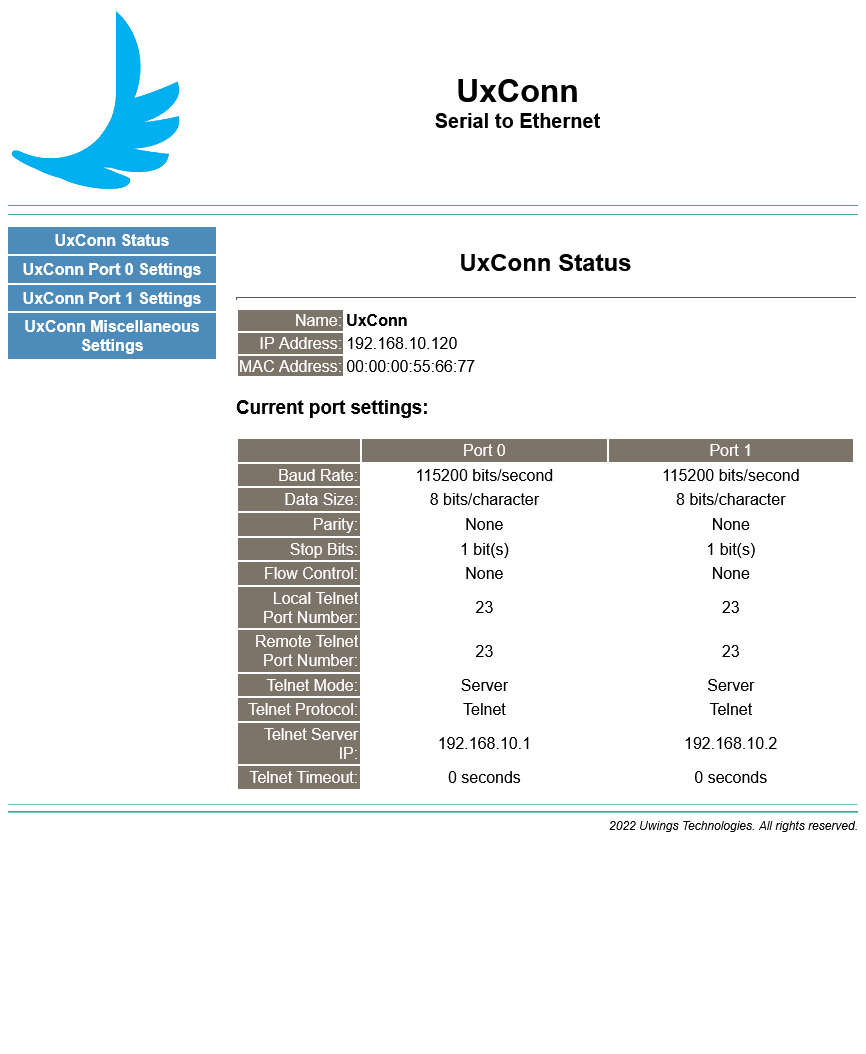 UxConn
Serial to Ethernet
UxConn Status
UxConn Port 0 Settings
UxConn Port 1 Settings
UxConn Miscellaneous
Settings
UxConn Status
Name: UxConn
IP Address: 192.168.10.120
MAC Address: 00:00:00:55:66:77
Current port settings:
Port 0 Port 1
Baud Rate: 115200 bits/second 115200 bits/second
Data Size: 8 bits/character 8 bits/character
Parity: None None
Stop Bits: 1 bit(s) 1 bit(s)
Flow Control: None None
Local Telnet
Port Number: 23 23
Remote Telnet
Port Number: 23 23
Telnet Mode: Server Server
Telnet Protocol: Telnet Telnet
Telnet Server
IP: 192.168.10.1 192.168.10.2
Telnet Timeout: 0 seconds 0 seconds
2022 Uwings Technologies. All rights reserved.